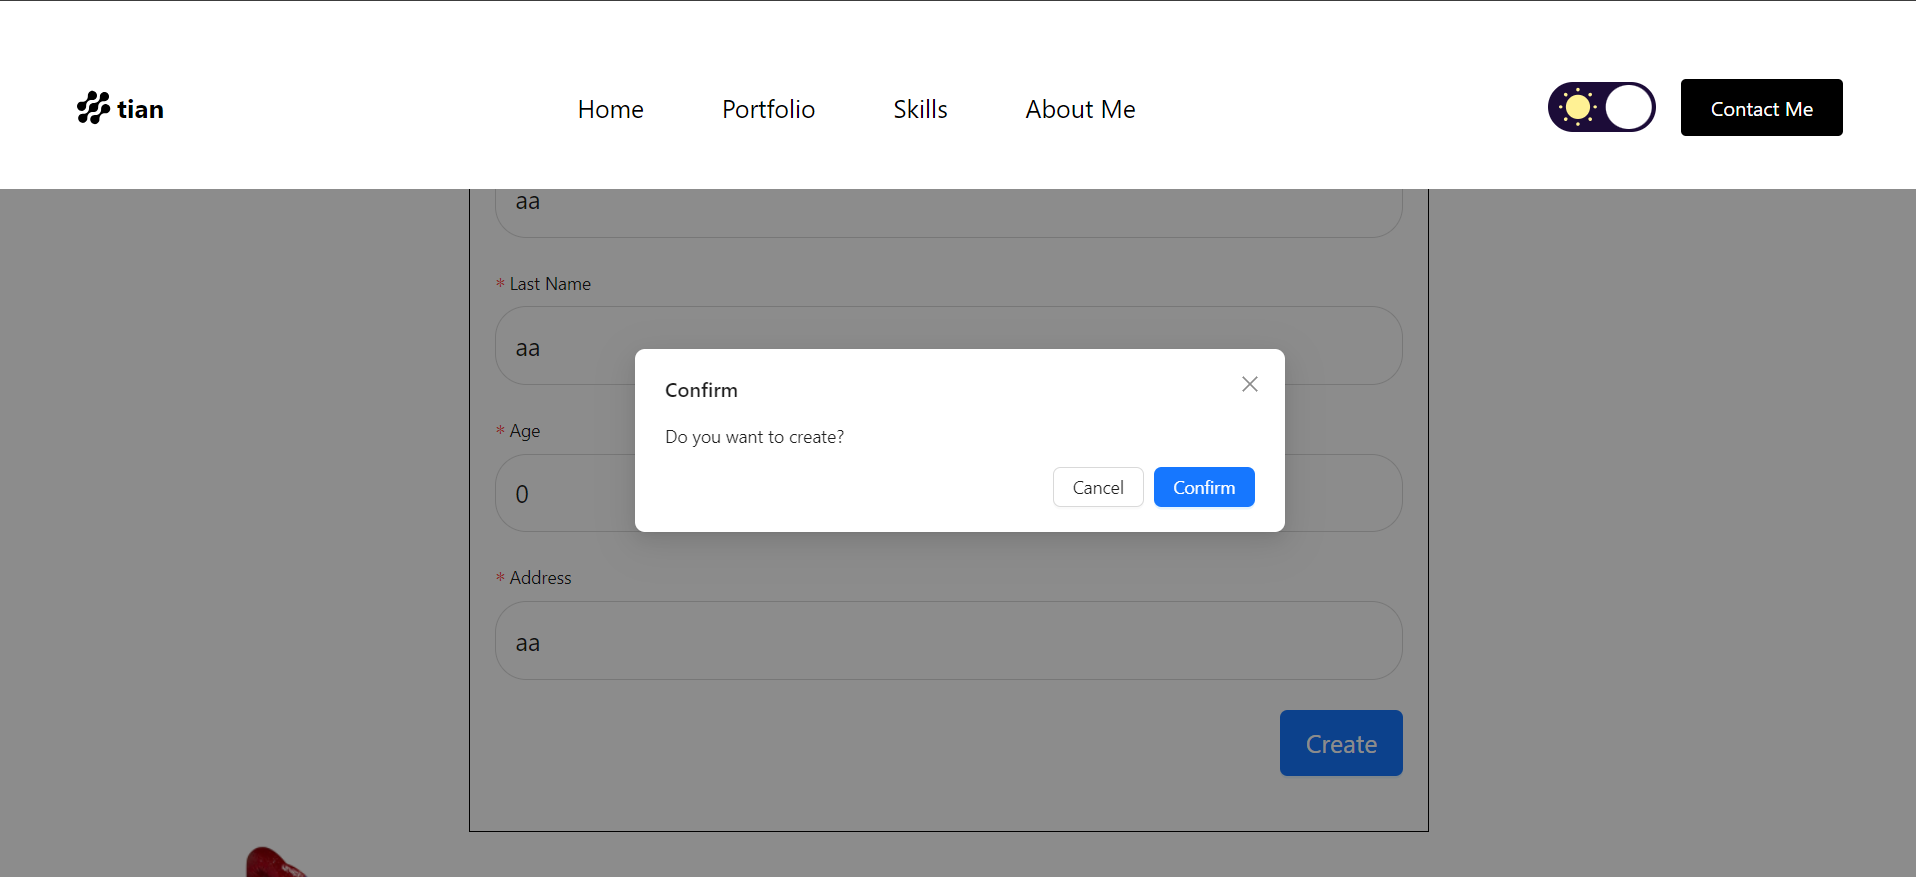 tian
Home
Portfolio
Skills
About Me
Contact Me
aa
* Last Name
aa
Confirm
Do you want to create?
Cancel
Confirm
* Age
0
* Address
aa
Create